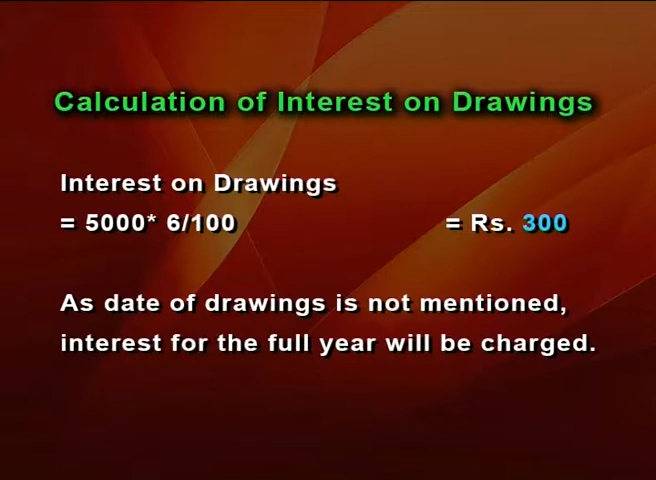 Calculation of Interest on Drawings
Interest on Drawings
= 5000* 6/100 = Rs. 300
As date of drawings is not mentioned,
interest for the full year will be charged.